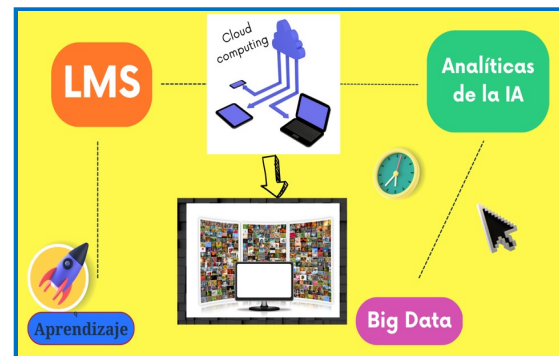 Cloud
computing
LMS
Analíticas
de la IA
Aprendizaje
Big Data